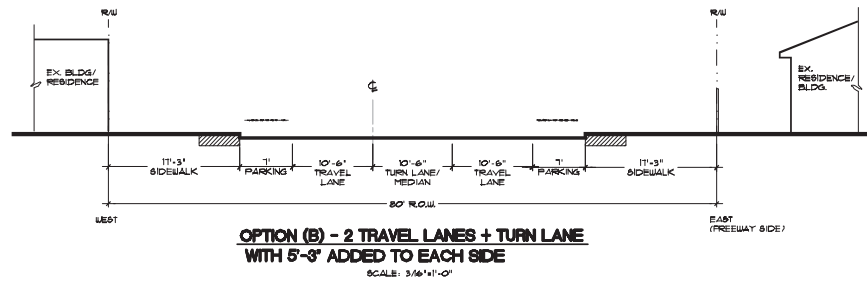 R/W
R/W
EX. BLDG/
RESIDENCE
℄
EX.
RESIDENCE/
BLDG.
17'-3"
SIDEWALK
7'
PARKING
10'-6"
TRAVEL
LANE
10'-6"
TURN LANE/
MEDIAN
10'-6"
TRAVEL
LANE
7'
PARKING
17'-3"
SIDEWALK
80' R.O.W.
WEST
EAST
(FREEWAY SIDE)
OPTION (B) - 2 TRAVEL LANES + TURN LANE
WITH 5'-3" ADDED TO EACH SIDE
SCALE: 3/16"=1'-0"